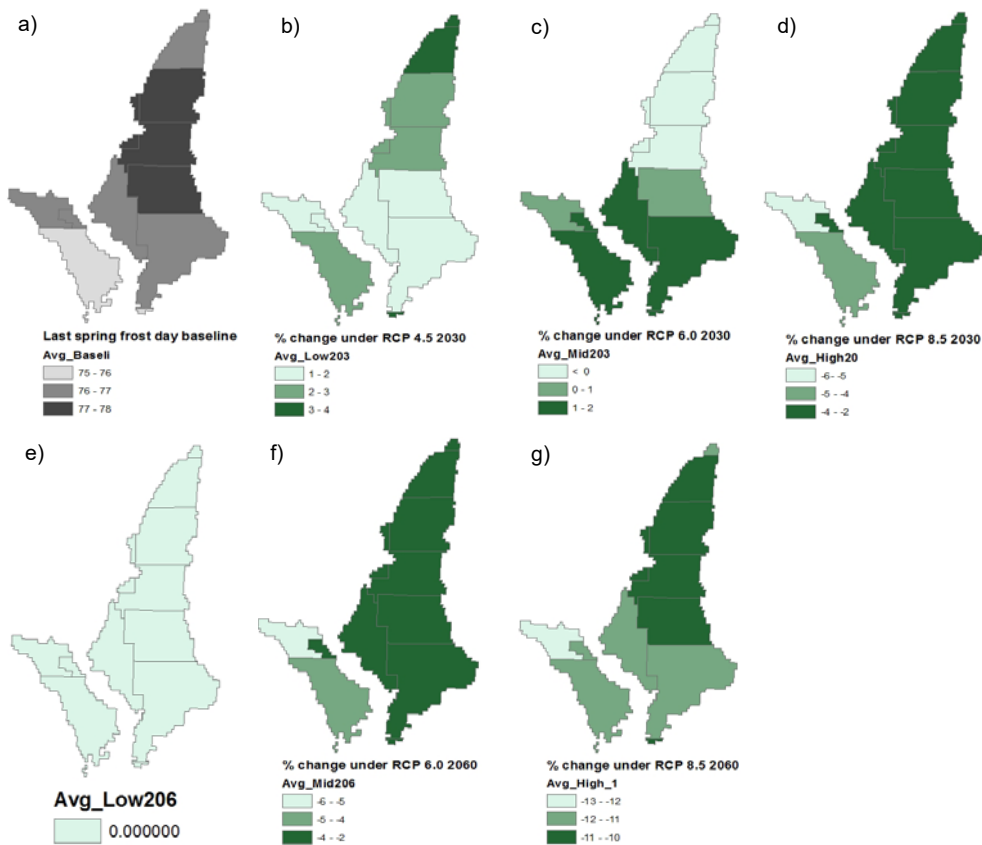 a)
b)
c)
d)
Last spring frost day baseline
Avg_Baseli
75 - 76
76 - 77
77 - 78
% change under RCP 4.5 2030
Avg_Low203
1 - 2
2 - 3
3 - 4
% change under RCP 6.0 2030
Avg_Mid203
< 0
0 - 1
1 - 2
% change under RCP 8.5 2030
Avg_High20
-6 - -5
-5 - -4
-4 - -2
e)
f)
g)
Avg_Low206
0.000000
% change under RCP 6.0 2060
Avg_Mid206
-6 - -5
-5 - -4
-4 - -2
% change under RCP 8.5 2060
Avg_High_1
-13 - -12
-12 - -11
-11 - -10